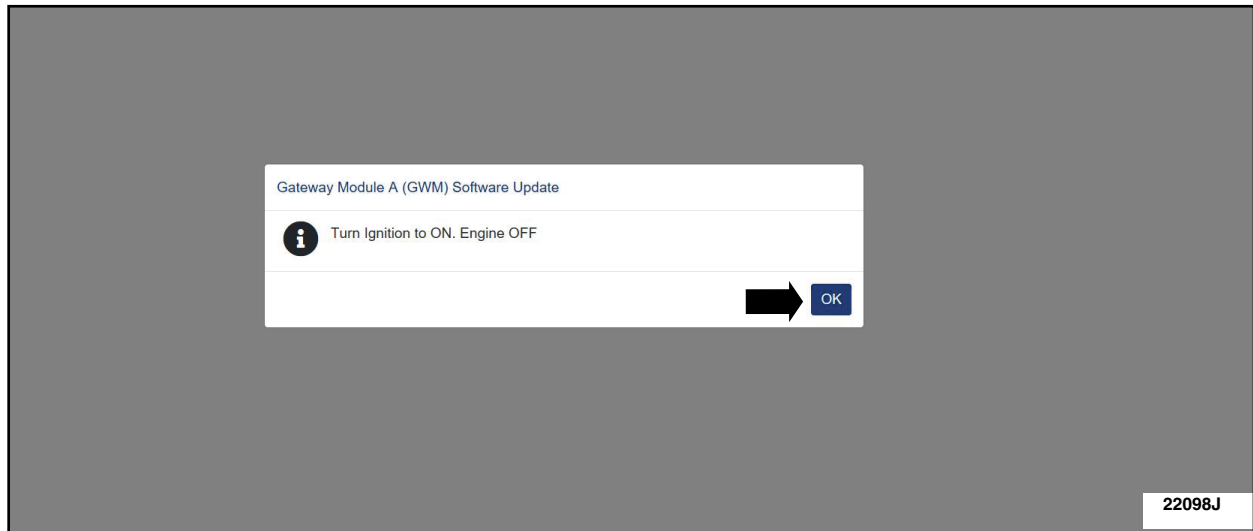 Gateway Module A (GWM) Software Update
Turn Ignition to ON. Engine OFF
OK
22098J